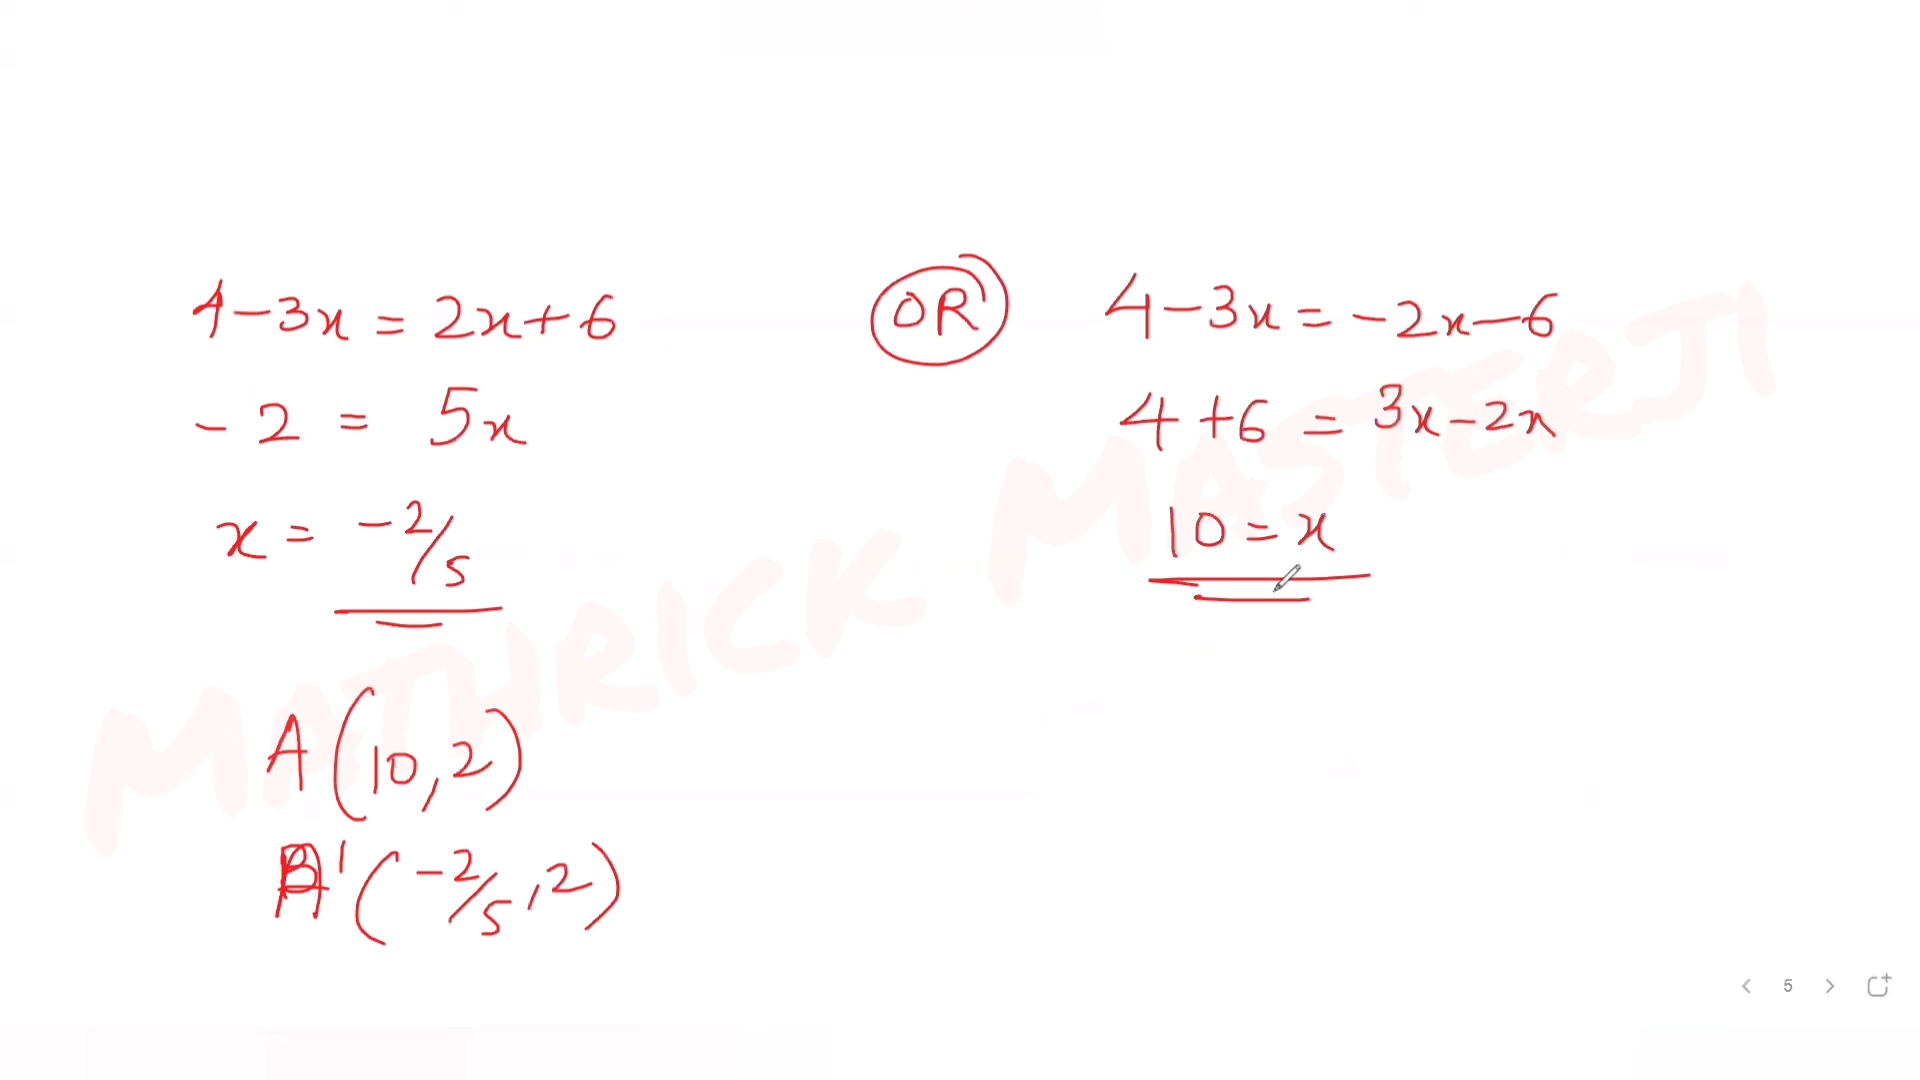 4-3x = 2x+6
-2 = 5x
x = -2/5
A(10,2)
A'(-2/5,2)
OR
4-3x=-2x-6
4+6 = 3x-2x
10=x
MATHRICK MASTERJI
5